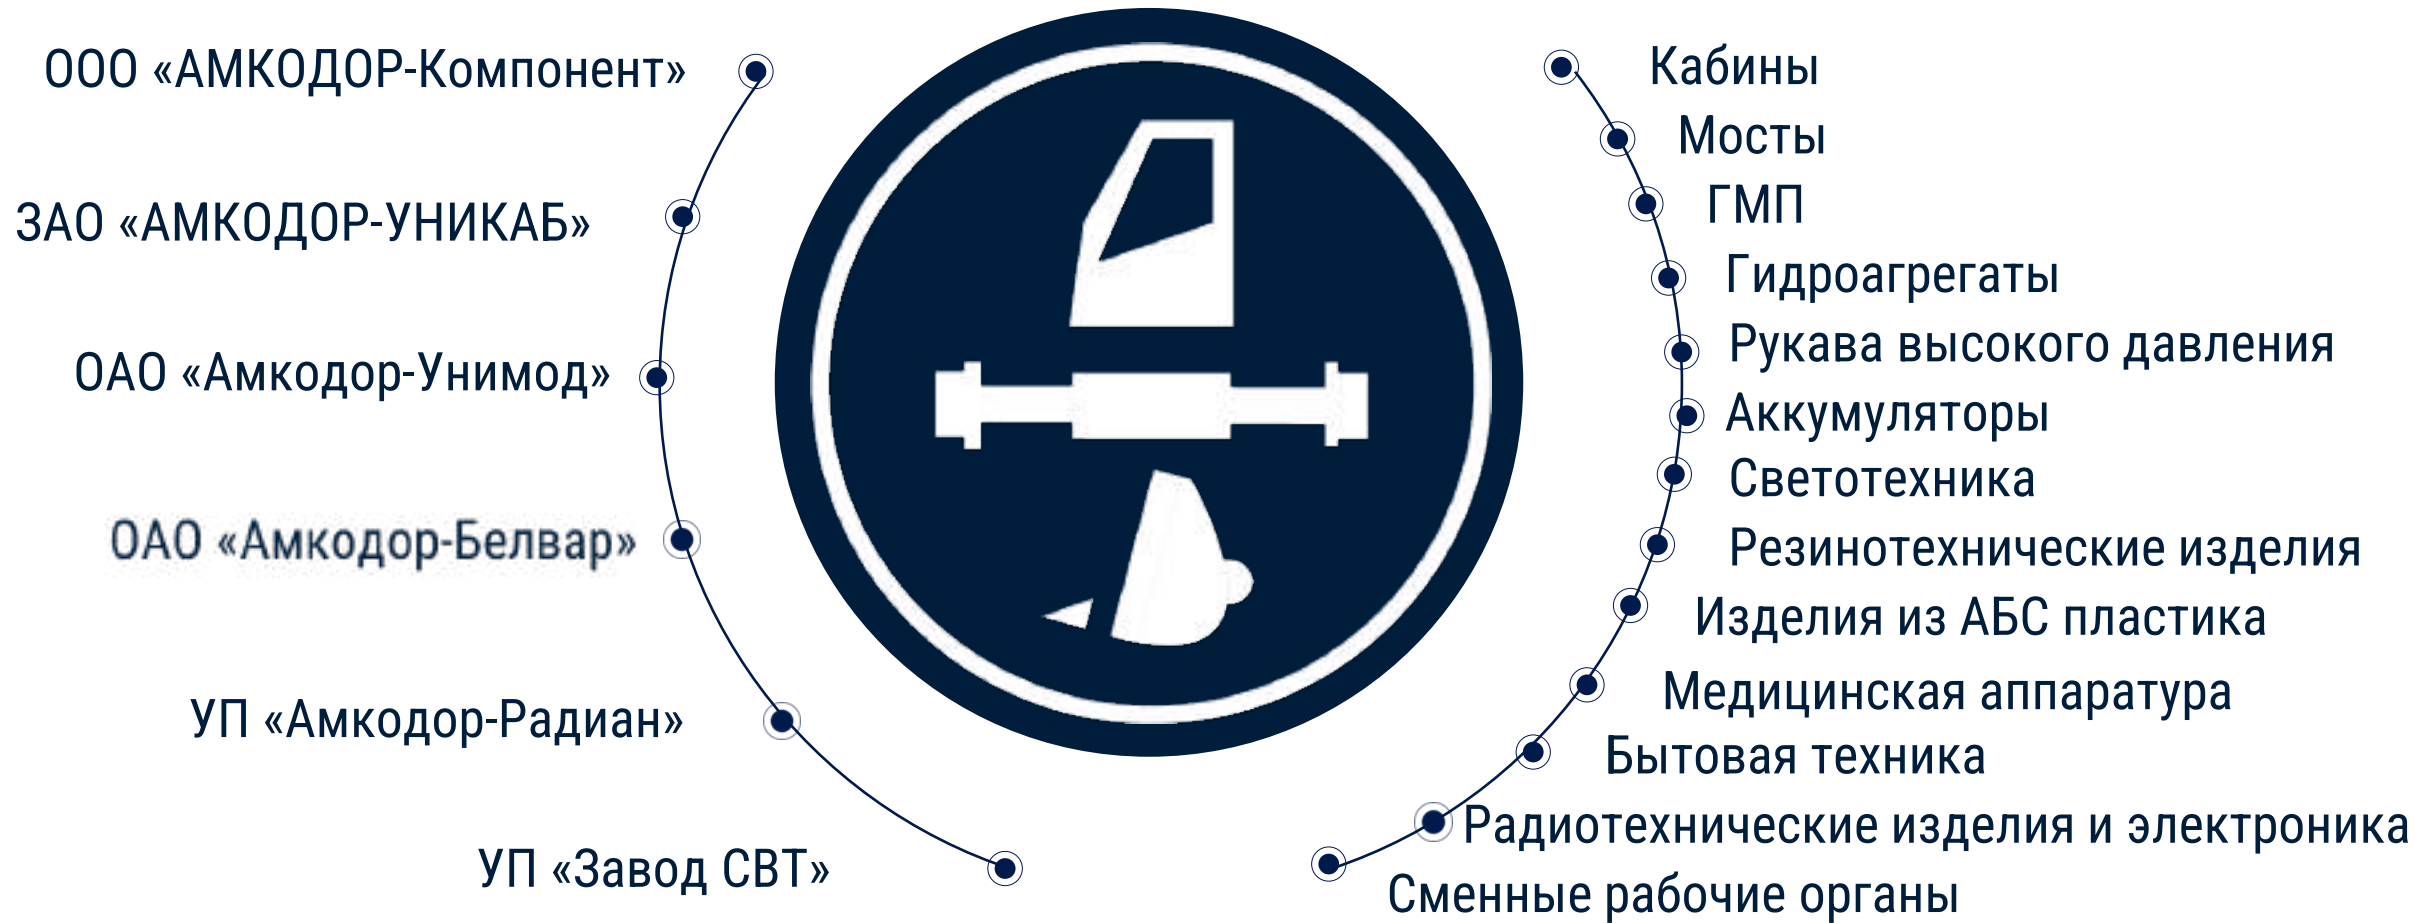 ООО «АМКОДОР-Компонент»
ЗАО «АМКОДОР-УНИКАБ»
ОАО «Амкодор-Унимод»
ОАО «Амкодор-Белвар»
УП «Амкодор-Радиан»
УП «Завод СВТ»
Кабины
Мосты
ГМП
Гидроагрегаты
Рукава высокого давления
Аккумуляторы
Светотехника
Резинотехнические изделия
Изделия из АБС пластика
Медицинская аппаратура
Бытовая техника
Радиотехнические изделия и электроника
Сменные рабочие органы